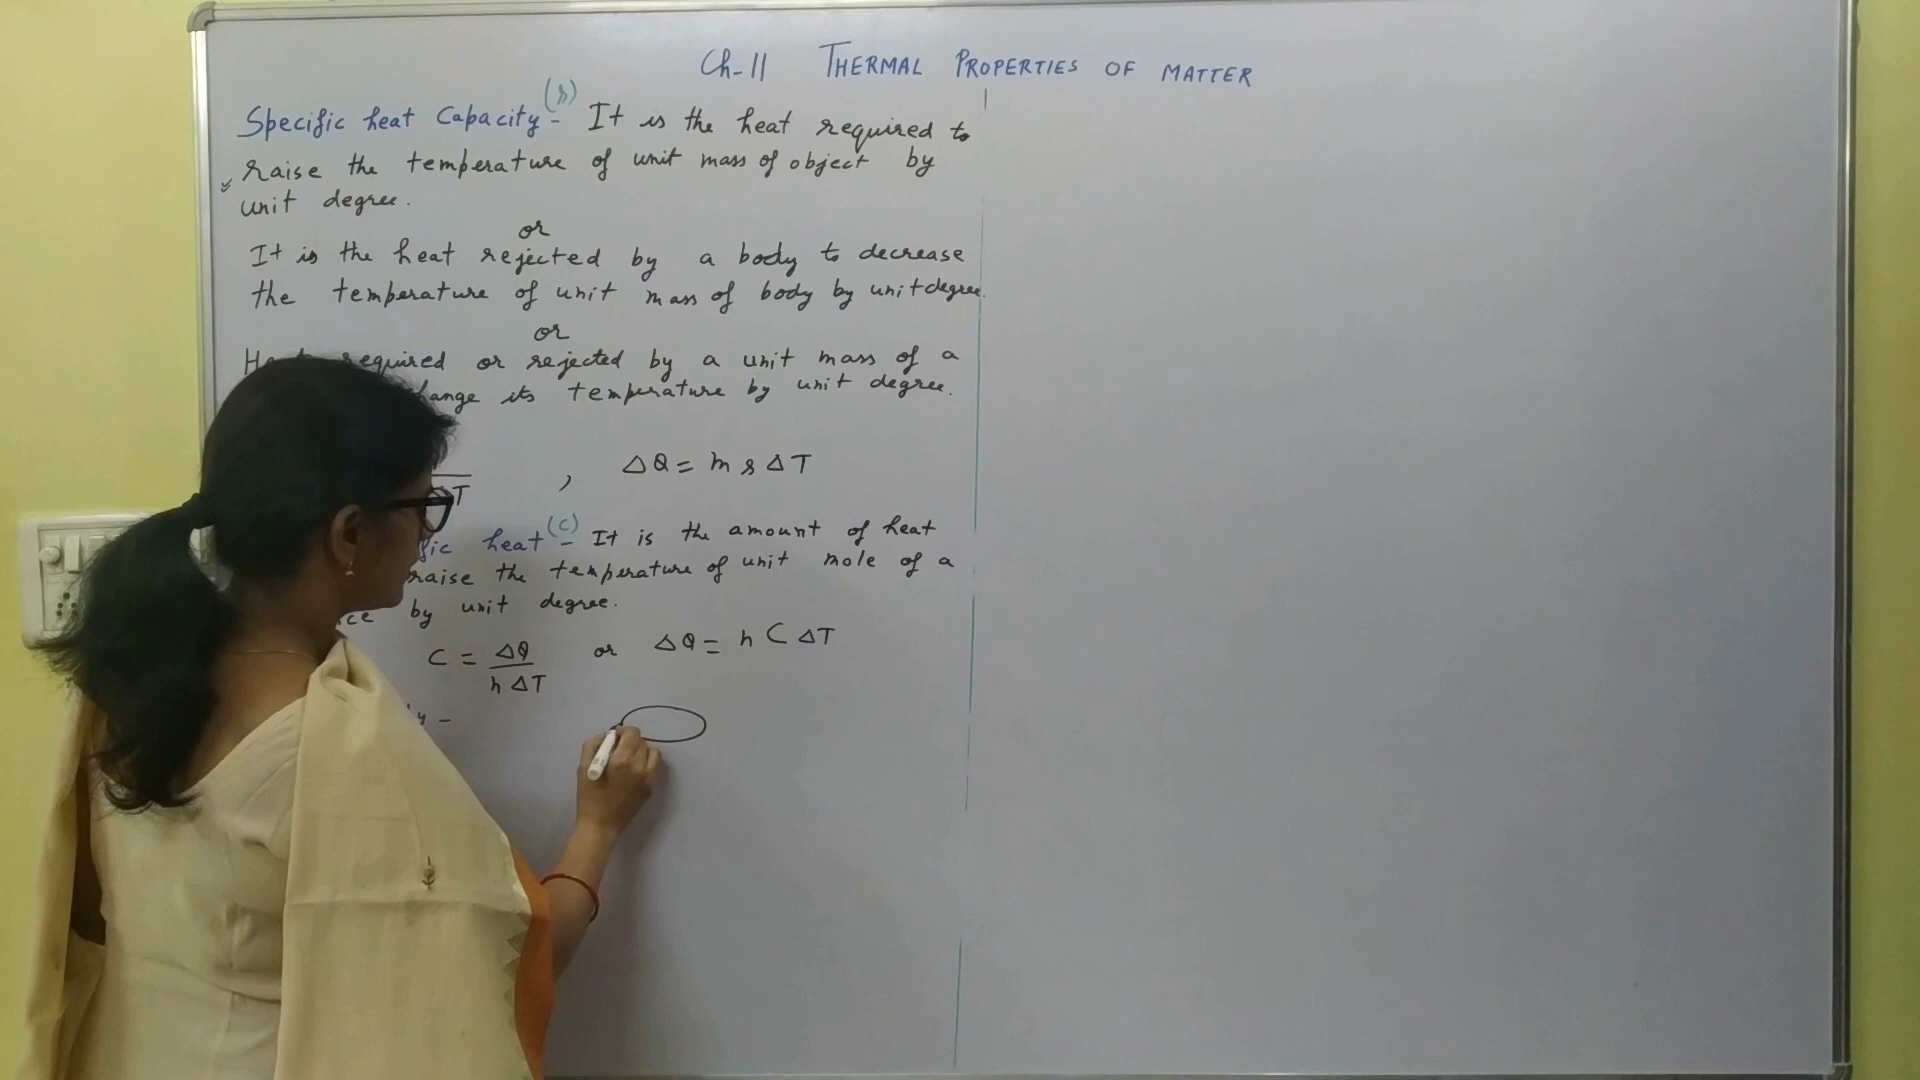 Ch-11 THERMAL PROPERTIES OF MATTER
(s)
Specific heat Capacity - It is the heat required to
raise the temperature of unit mass of object by
unit degree.
or
It is the heat rejected by a body to decrease
the temperature of unit mass of body by unit degree.
or
required or rejected by a unit mass of a
its temperature by unit degree.
, ΔQ = m s ΔT
T
heat (C) - It is the amount of heat
raise the temperature of unit mole of a
by unit degree.
C = ΔQ / n ΔT or ΔQ = n C ΔT